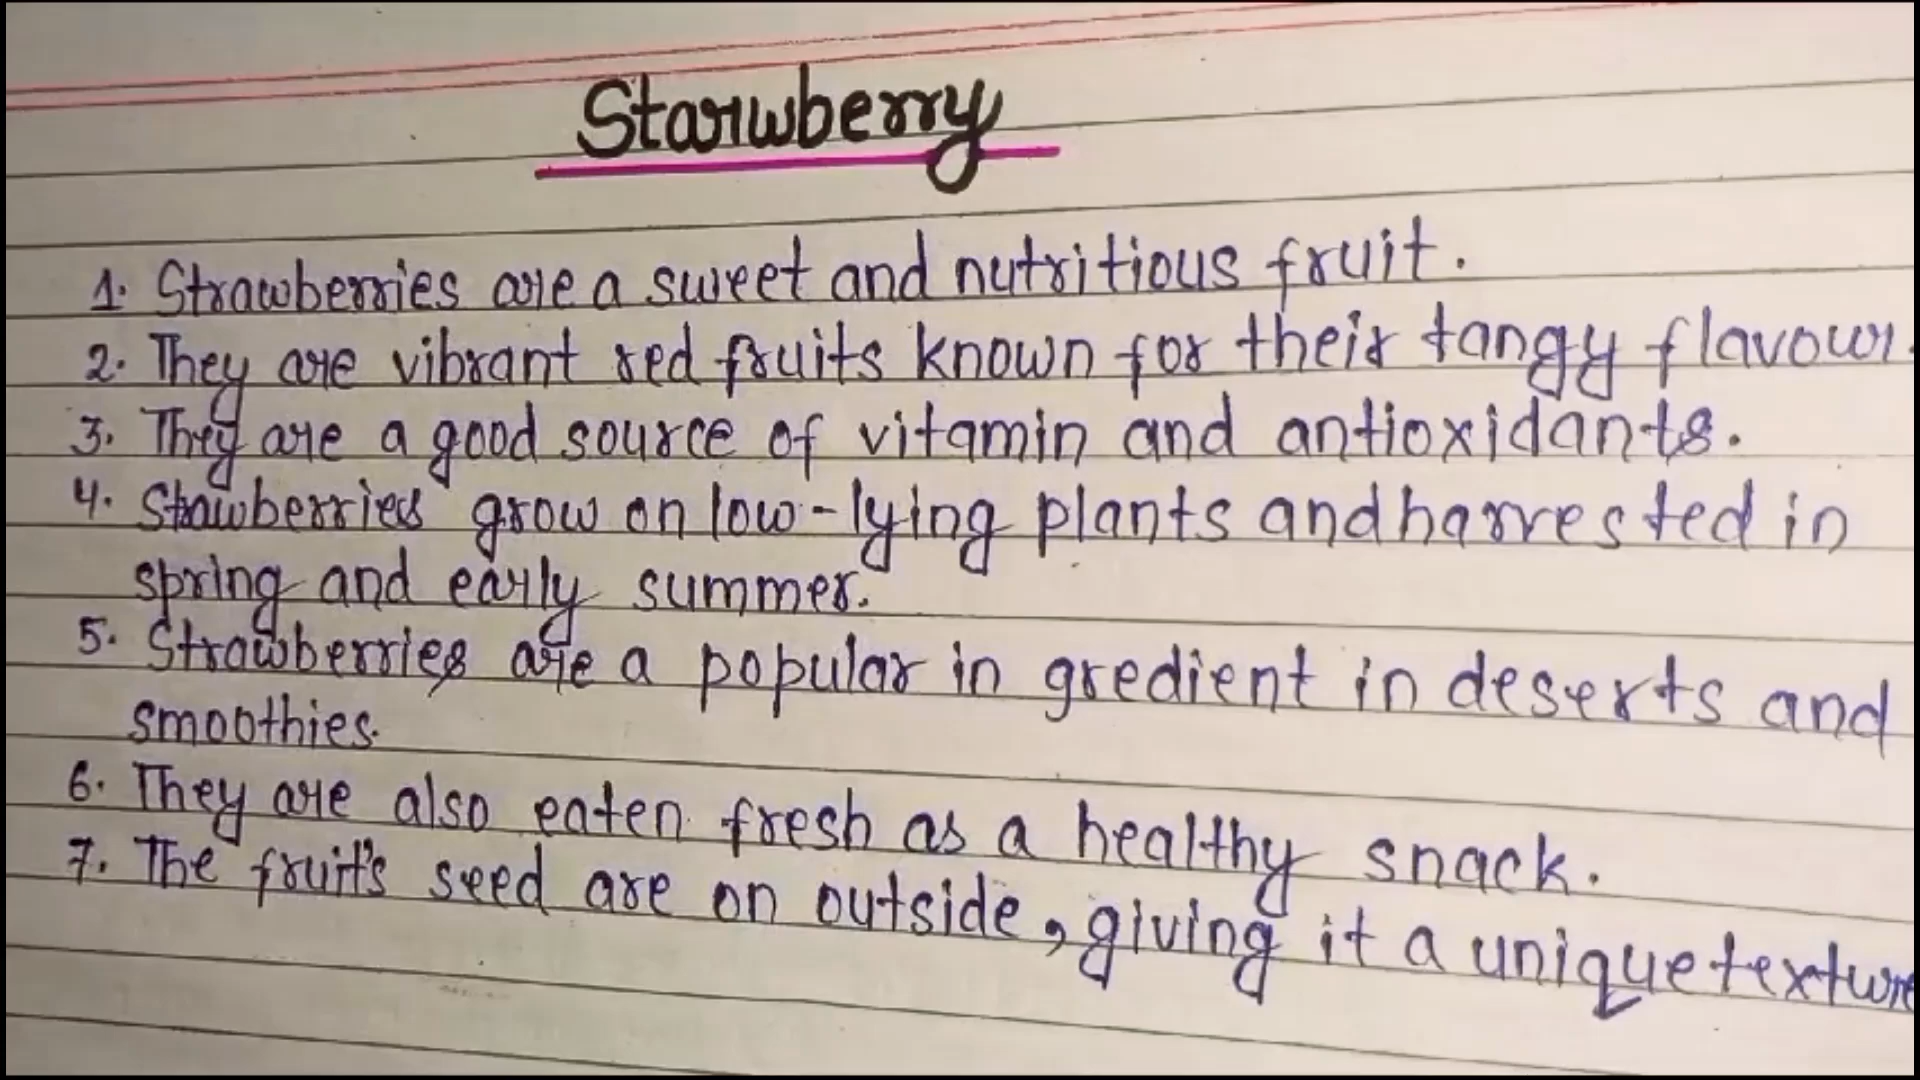 Starwberry
1. Strawberries are a sweet and nutritious fruit.
2. They are vibrant red fruits known for their tangy flavour.
3. They are a good source of vitamin and antioxidants.
4. Strawberries grow on low-lying plants and harvested in
spring and early summer.
5. Strawberries are a popular in gredient in deserts and
smoothies.
6. They are also eaten fresh as a healthy snack.
7. The fruit's seed are on outside, giving it a unique texture